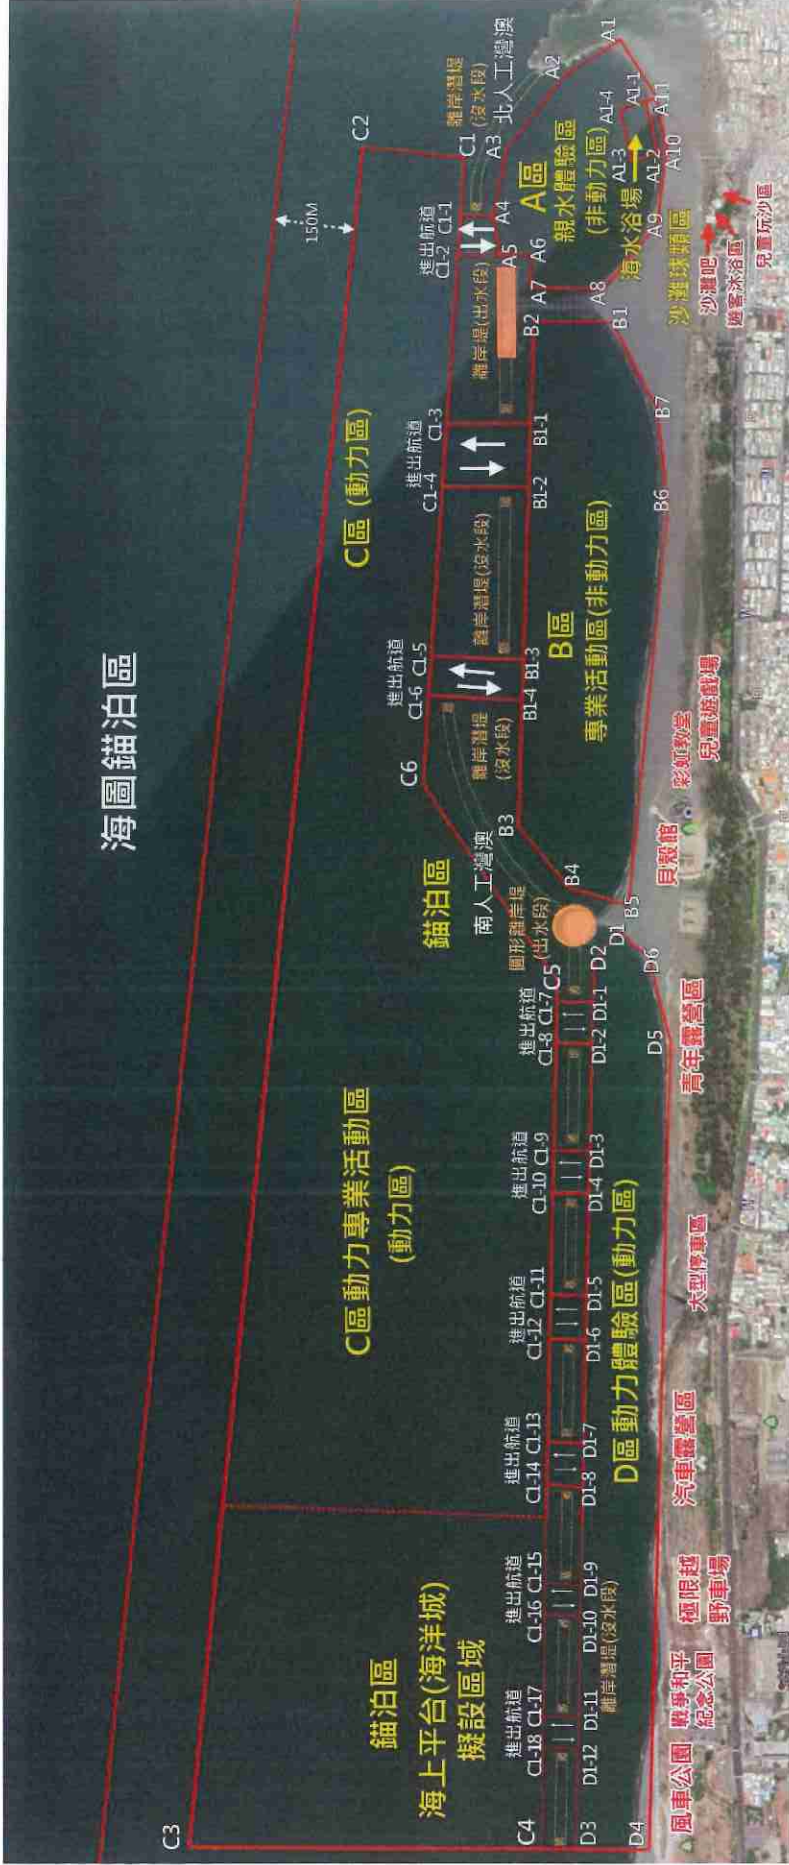 海圖錨泊區
150M
C3
C2
C區 (動力區)
C區動力專業活動區
(動力區)
錨泊區
海上平台(海洋城)
擬設區域
錨泊區
C6
南人工灣澳
進出航道
C1-18 C1-17
進出航道
C1-16 C1-15
進出航道
C1-14 C1-13
進出航道
C1-12 C1-11
進出航道
C1-10 C1-9
進出航道
C1-8 C1-7
C5
C4
進出航道
C1-6 C1-5
進出航道
C1-4 C1-3
進出航道
C1-2 C1-1
C1
離岸潛堤
(沒水段)
北人工灣澳
離岸堤(出水段)
離岸潛堤(沒水段)
離岸潛堤
(沒水段)
圓形離岸堤
(出水段)
離岸潛堤(沒水段)
D3
D1-12 D1-11
D1-10 D1-9
D1-8 D1-7
D1-6 D1-5
D1-4 D1-3
D1-2 D1-1
D2
D1
D4
D5
D6
D區動力體驗區(動力區)
B3
B4
B5
B1-4 B1-3
B1-2
B1-1
B2
B1
B7
B6
B區
專業活動區(非動力區)
A區
親水體驗區
(非動力區)
海水浴場
A1
A2
A3
A4
A5
A6
A7
A8
A9
A10
A11
A1-1
A1-2
A1-3
A1-4
沙灘球類區
沙灘吧
遊客沐浴區
兒童玩沙區
彩虹教堂
兒童遊戲場
貝殼館
青年露營區
大型停車區
汽車露營區
極限越
野車場
戰爭和平
紀念公園
風車公園